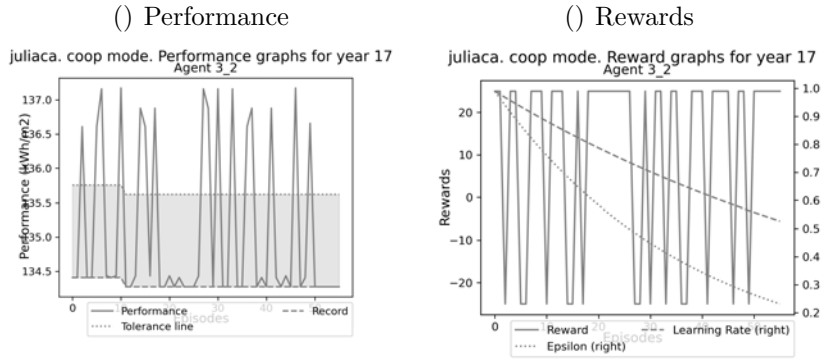 () Performance
juliaca. coop mode. Performance graphs for year 17
Agent 3_2
Performance (kWh/m2)
137.0
136.5
136.0
135.5
135.0
134.5
0
10
20
30
40
50
Episodes
Performance
Tolerance line
Record
() Rewards
juliaca. coop mode. Reward graphs for year 17
Agent 3_2
Rewards
20
10
0
−10
−20
1.0
0.9
0.8
0.7
0.6
0.5
0.4
0.3
0.2
0
10
20
30
40
50
Episodes
Reward
Epsilon (right)
Learning Rate (right)